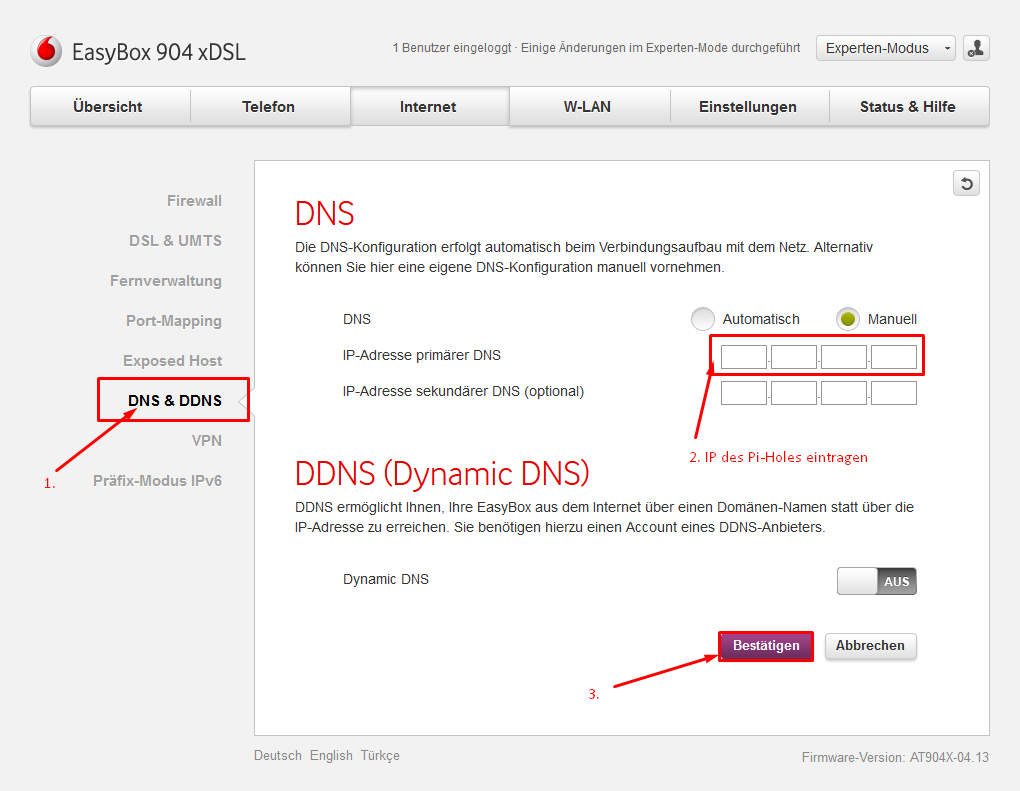 EasyBox 904 xDSL
1 Benutzer eingeloggt · Einige Änderungen im Experten-Mode durchgeführt
Experten-Modus
Übersicht
Telefon
Internet
W-LAN
Einstellungen
Status & Hilfe
Firewall
DSL & UMTS
Fernverwaltung
Port-Mapping
Exposed Host
DNS & DDNS
VPN
Präfix-Modus IPv6
1.
DNS
Die DNS-Konfiguration erfolgt automatisch beim Verbindungsaufbau mit dem Netz. Alternativ
können Sie hier eine eigene DNS-Konfiguration manuell vornehmen.
DNS
Automatisch
Manuell
IP-Adresse primärer DNS
IP-Adresse sekundärer DNS (optional)
2. IP des Pi-Holes eintragen
DDNS (Dynamic DNS)
DDNS ermöglicht Ihnen, Ihre EasyBox aus dem Internet über einen Domänen-Namen statt über die
IP-Adresse zu erreichen. Sie benötigen hierzu einen Account eines DDNS-Anbieters.
Dynamic DNS
AUS
Bestätigen
Abbrechen
3.
Deutsch English Türkçe
Firmware-Version: AT904X-04.13